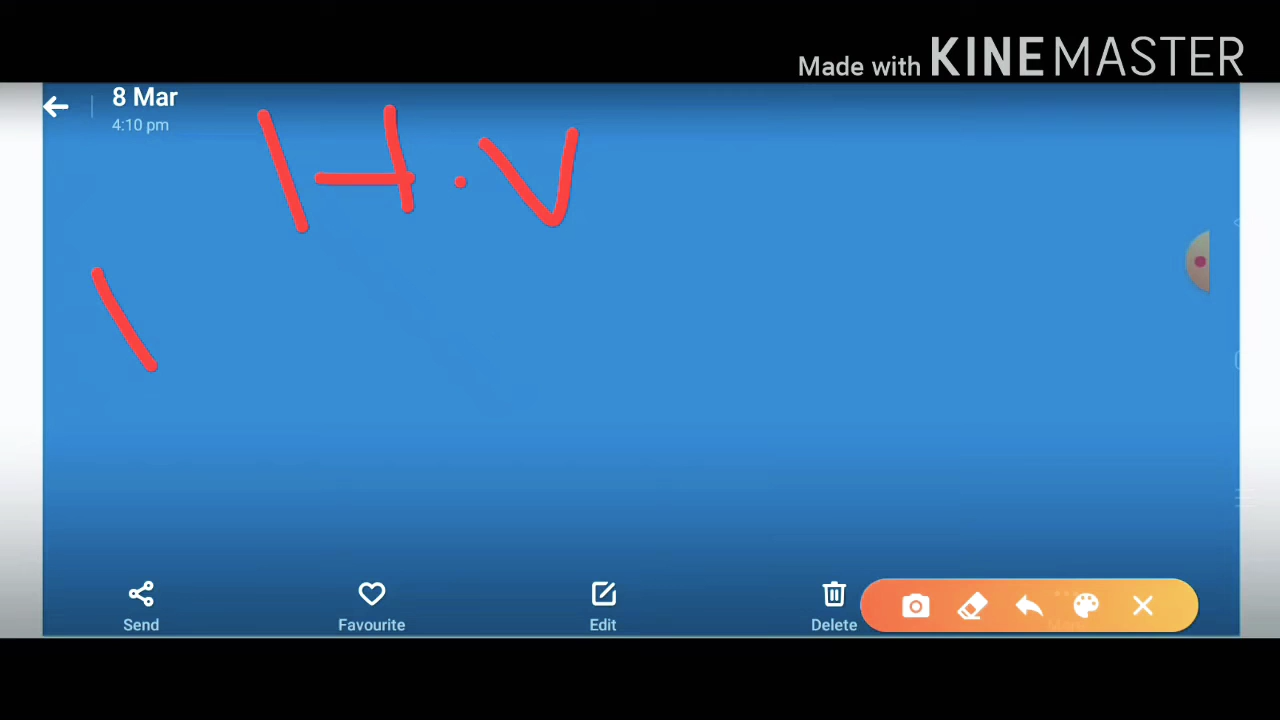 Made with KINEMASTER
8 Mar
4:10 pm
H.V
\
Send Favourite Edit Delete